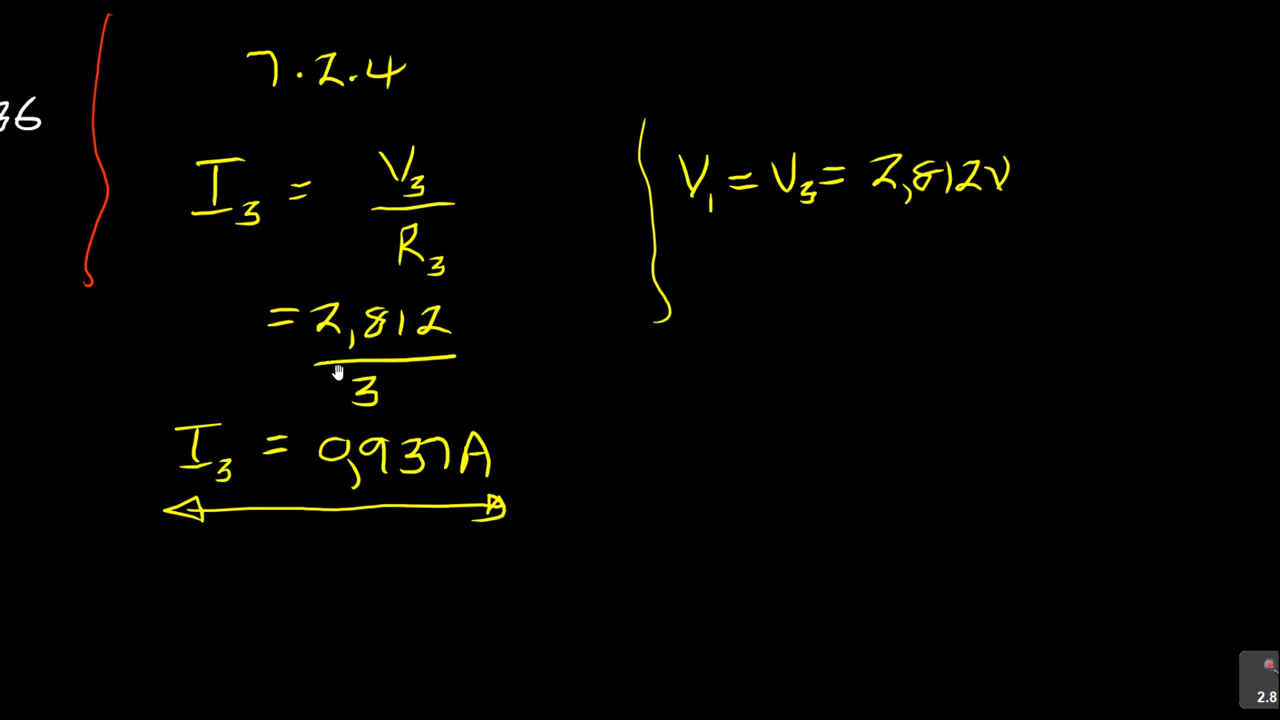 36
7.2.4
I₃ = V₃ / R₃
= 2,812 / 3
I₃ = 0,937A
V₁ = V₃ = 2,812V
2.8